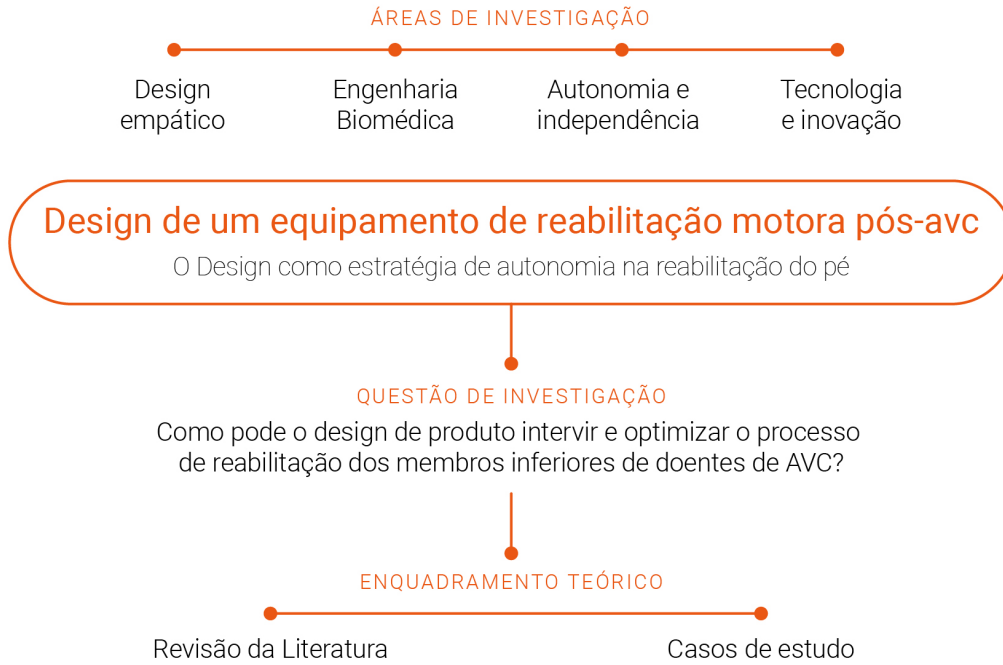 ÁREAS DE INVESTIGAÇÃO
Design empático
Engenharia Biomédica
Autonomia e independência
Tecnologia e inovação
Design de um equipamento de reabilitação motora pós-avc
O Design como estratégia de autonomia na reabilitação do pé
QUESTÃO DE INVESTIGAÇÃO
Como pode o design de produto intervir e optimizar o processo
de reabilitação dos membros inferiores de doentes de AVC?
ENQUADRAMENTO TEÓRICO
Revisão da Literatura
Casos de estudo